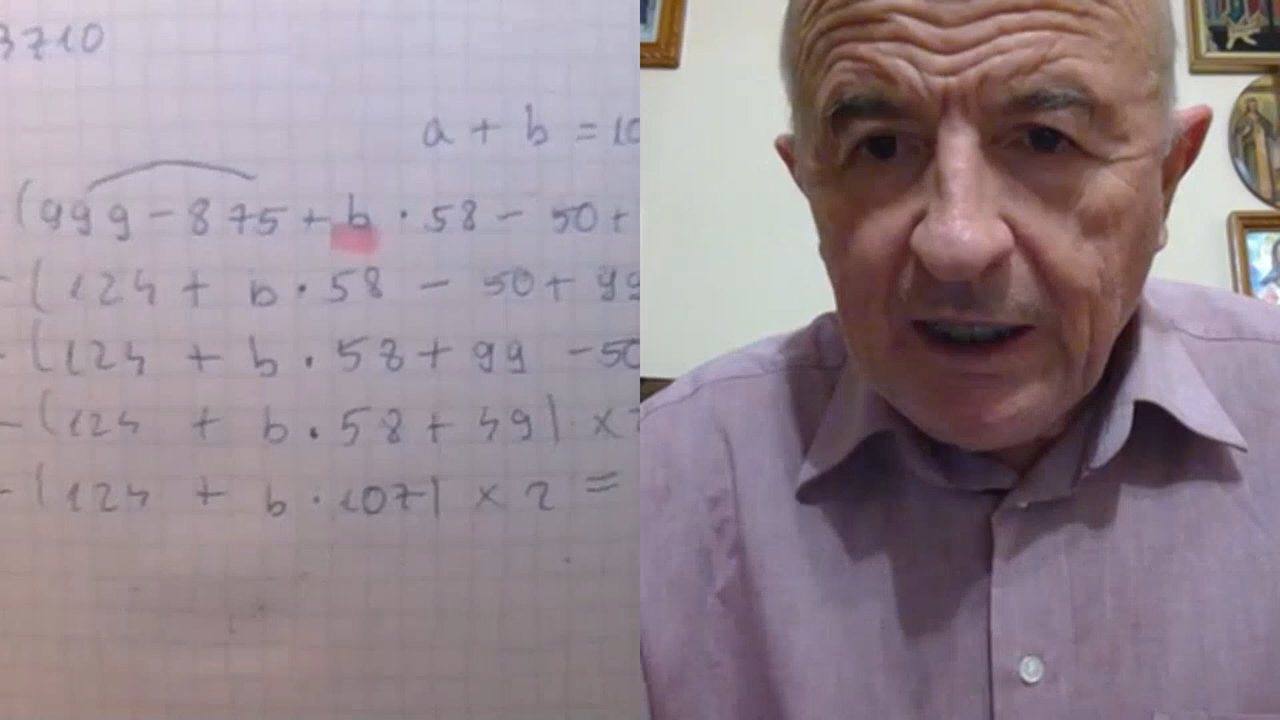 3710
a + b = 10
(999 - 875 + b · 58 - 50 +
- (124 + b · 58 - 50 + 99
- (124 + b · 58 + 99 - 50
- (124 + b · 58 + 49) x 2
- (124 + b · 107) x 2 =